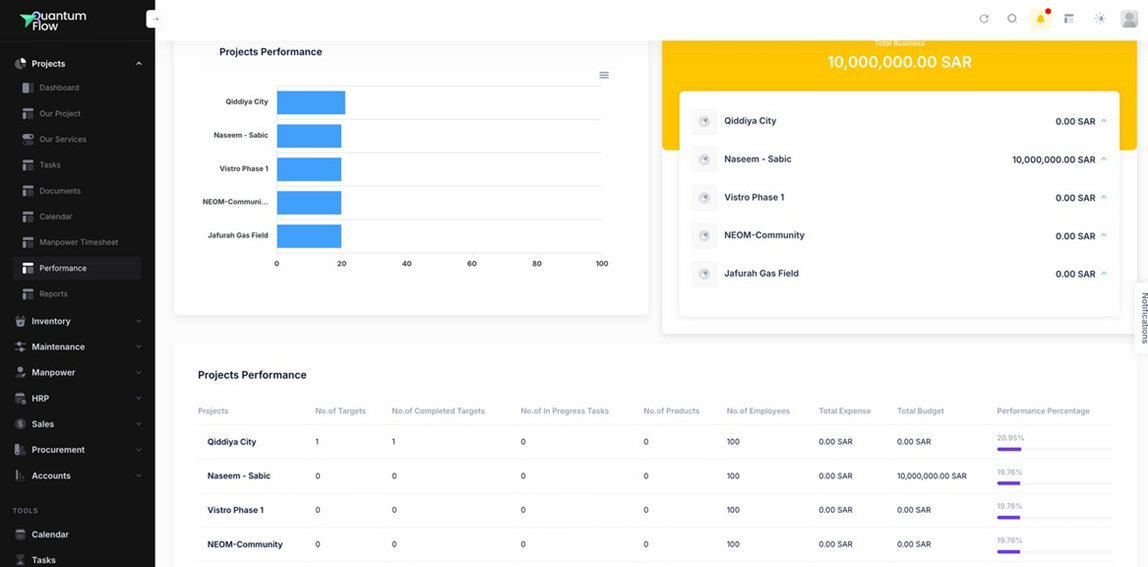 Quantum
Flow
Projects
Dashboard
Our Project
Our Services
Tasks
Documents
Calendar
Manpower Timesheet
Performance
Reports
Inventory
Maintenance
Manpower
HRP
Sales
Procurement
Accounts
TOOLS
Calendar
Tasks
Projects Performance
Qiddiya City
Naseem - Sabic
Vistro Phase 1
NEOM-Communi...
Jafurah Gas Field
0 20 40 60 80 100
Total Business
10,000,000.00 SAR
Qiddiya City 0.00 SAR
Naseem - Sabic 10,000,000.00 SAR
Vistro Phase 1 0.00 SAR
NEOM-Community 0.00 SAR
Jafurah Gas Field 0.00 SAR
Notifications
Projects Performance
Projects No.of Targets No.of Completed Targets No.of In Progress Tasks No.of Products No.of Employees Total Expense Total Budget Performance Percentage
Qiddiya City 1 1 0 0 100 0.00 SAR 0.00 SAR 20.95%
Naseem - Sabic 0 0 0 0 100 0.00 SAR 10,000,000.00 SAR 19.76%
Vistro Phase 1 0 0 0 0 100 0.00 SAR 0.00 SAR 19.76%
NEOM-Community 0 0 0 0 100 0.00 SAR 0.00 SAR 19.76%